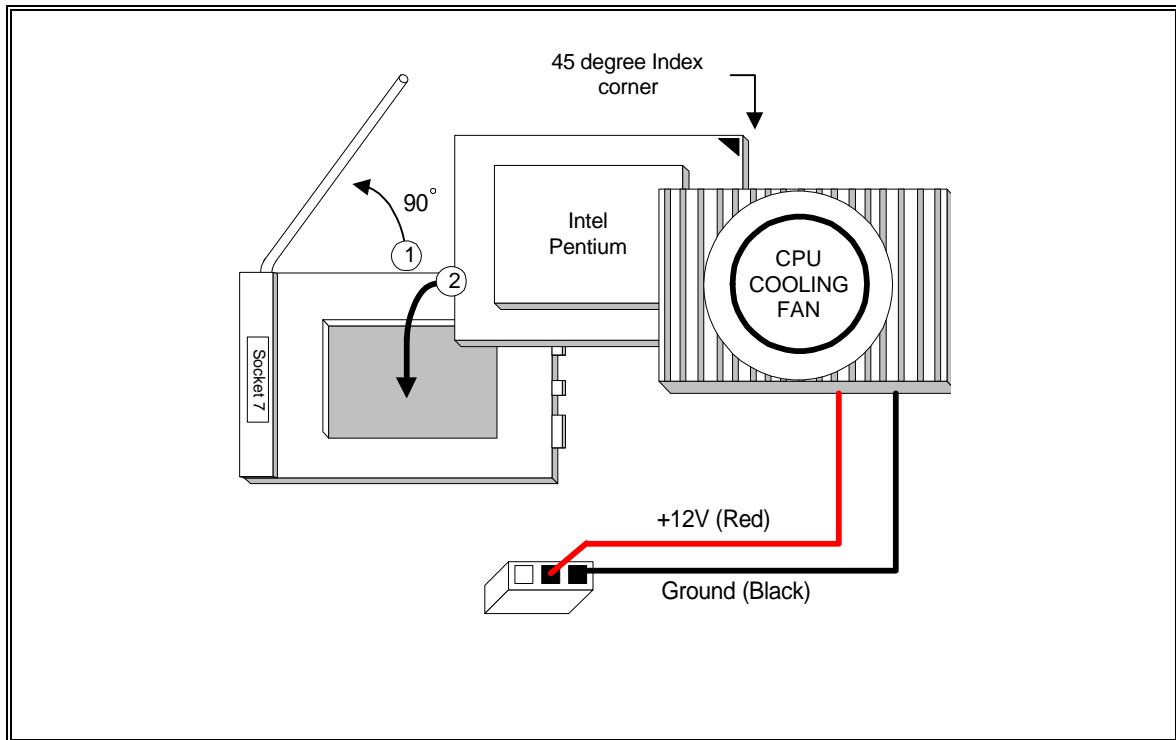 45 degree Index
corner
90°
1
2
Intel
Pentium
CPU
COOLING
FAN
Socket 7
+12V (Red)
Ground (Black)